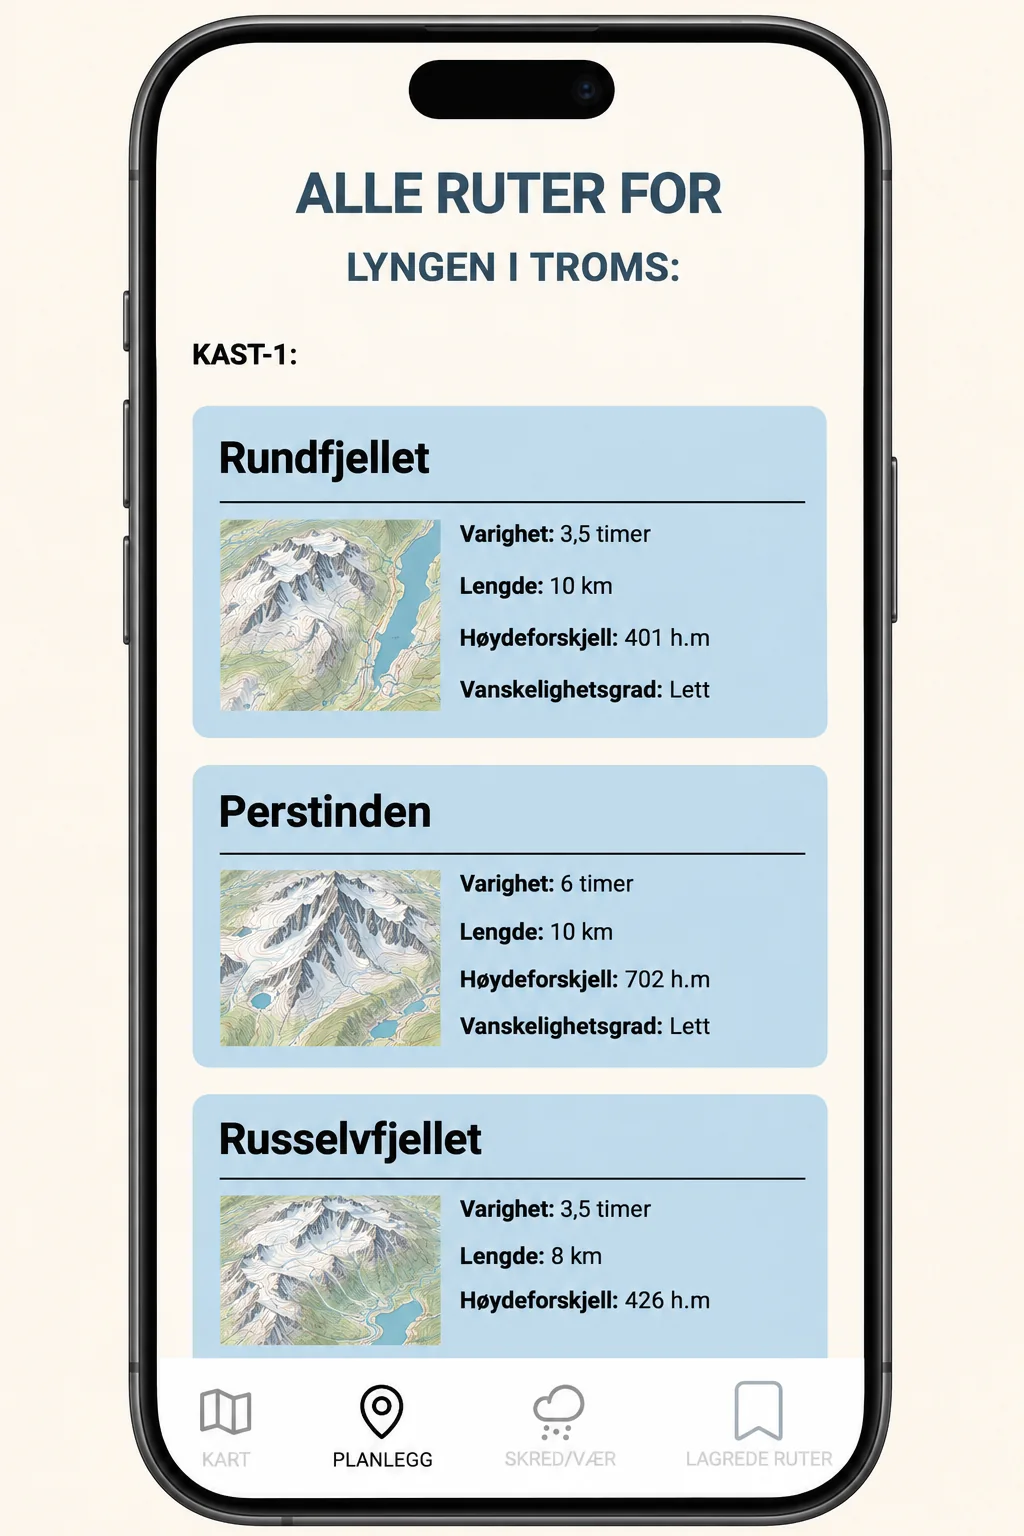 ALLE RUTER FOR
LYNGEN I TROMS:
KAST-1:
Rundfjellet
Varighet: 3,5 timer
Lengde: 10 km
Høydeforskjell: 401 h.m
Vanskelighetsgrad: Lett
Perstinden
Varighet: 6 timer
Lengde: 10 km
Høydeforskjell: 702 h.m
Vanskelighetsgrad: Lett
Russelvfjellet
Varighet: 3,5 timer
Lengde: 8 km
Høydeforskjell: 426 h.m
KART
PLANLEGG
SKRED/VÆR
LAGREDE RUTER